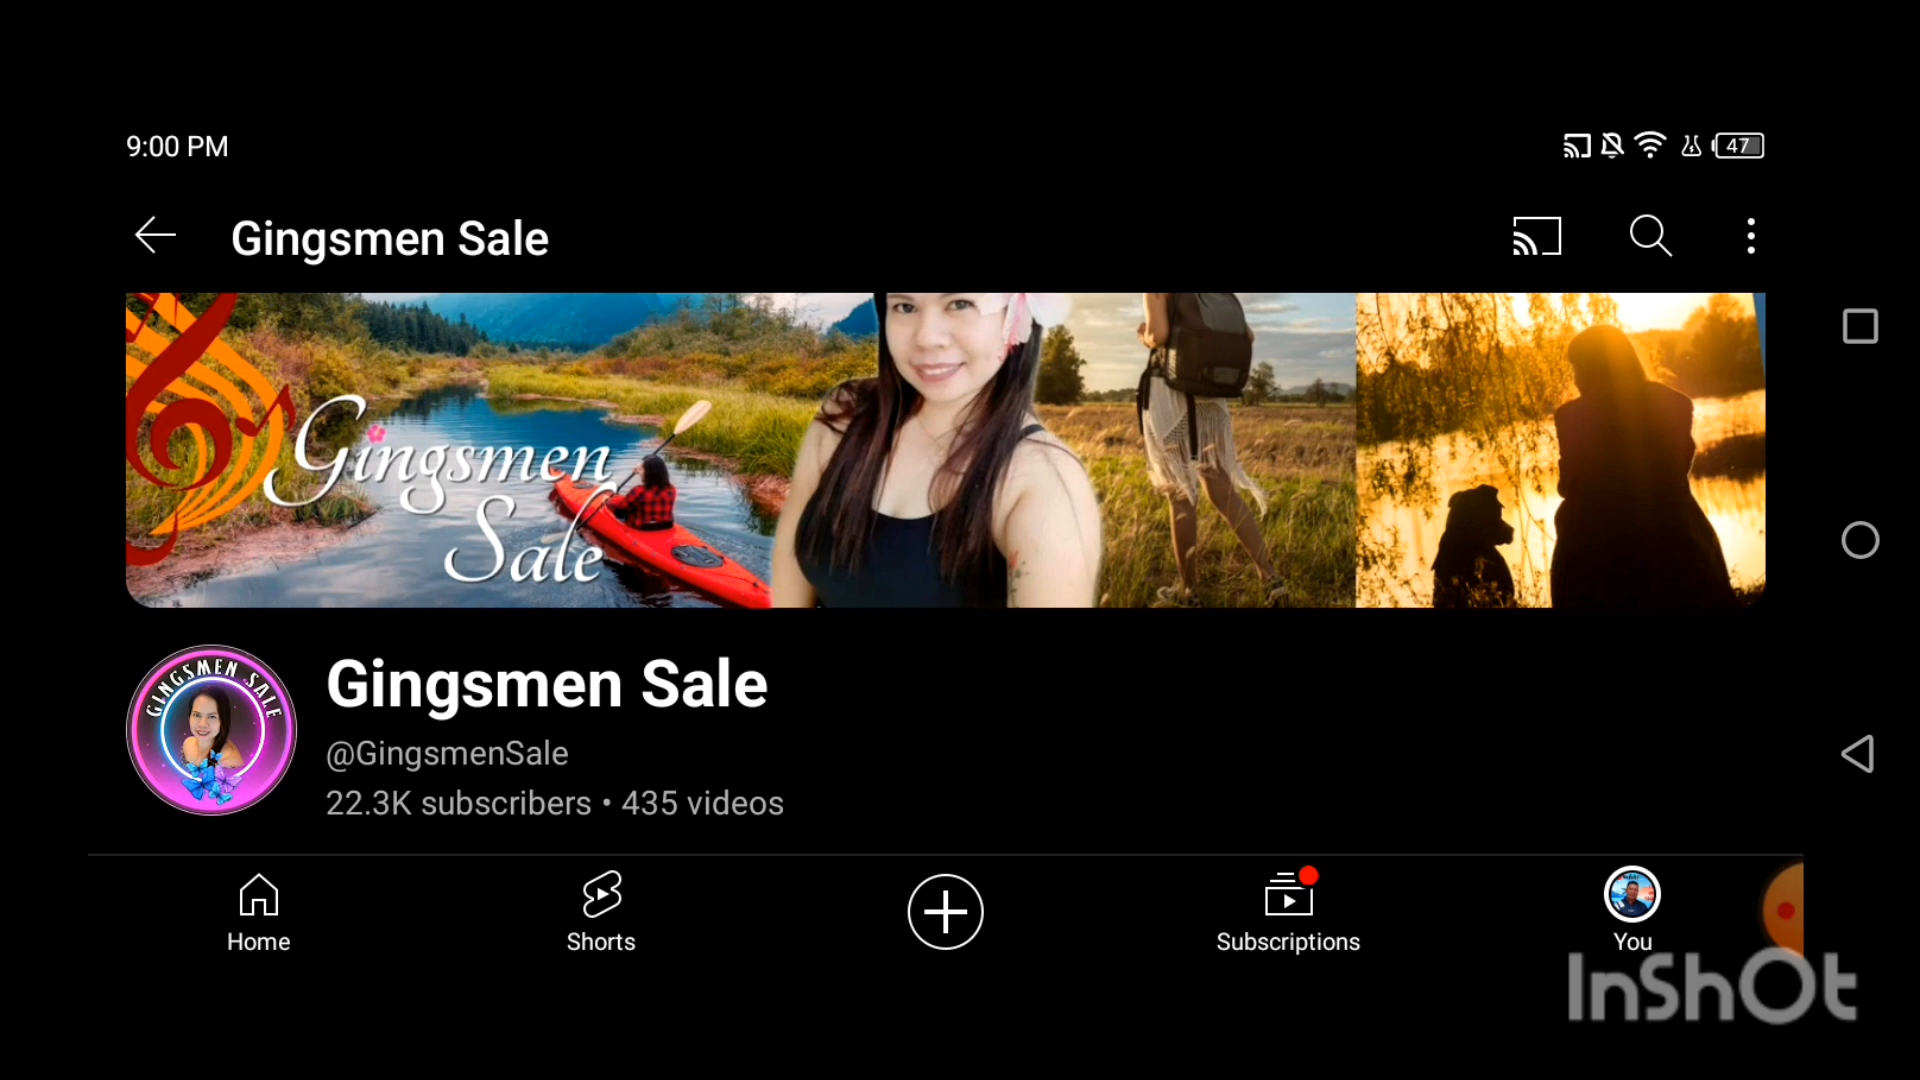 9:00 PM
47
Gingsmen Sale
Gingsmen
Sale
GINGSMEN SALE
Gingsmen Sale
@GingsmenSale
22.3K subscribers • 435 videos
Home
Shorts
Subscriptions
You
InShOt